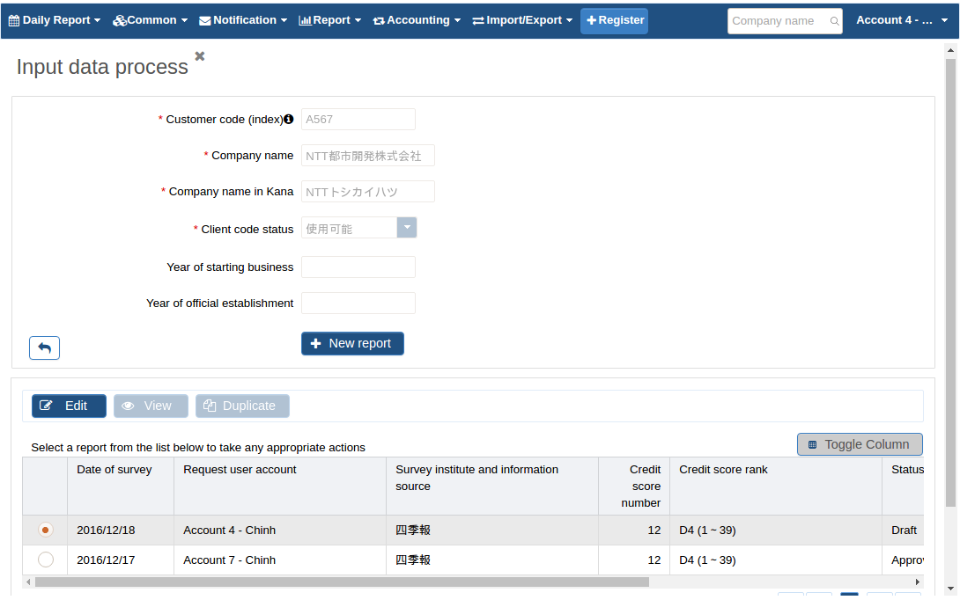 Daily Report Common Notification Report Accounting Import/Export Register Company name Account 4 - ...
Input data process
* Customer code (index) A567
* Company name NTT都市開発株式会社
* Company name in Kana NTTトシカイハツ
* Client code status 使用可能
Year of starting business
Year of official establishment
New report
Edit View Duplicate
Select a report from the list below to take any appropriate actions
Toggle Column
Date of survey Request user account Survey institute and information source Credit score number Credit score rank Status
2016/12/18 Account 4 - Chinh 四季報 12 D4 (1 ~ 39) Draft
2016/12/17 Account 7 - Chinh 四季報 12 D4 (1 ~ 39) Appro